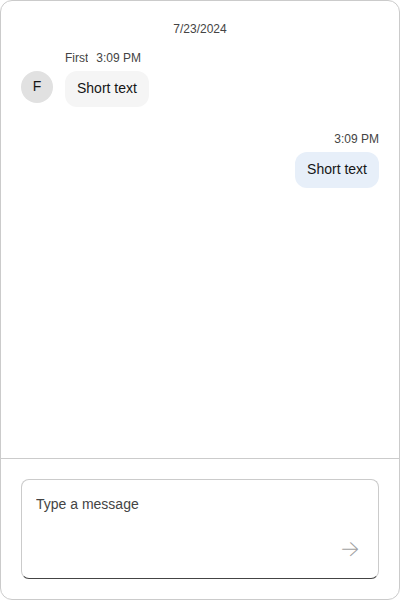 7/23/2024
First 3:09 PM
F
Short text
3:09 PM
Short text
Type a message